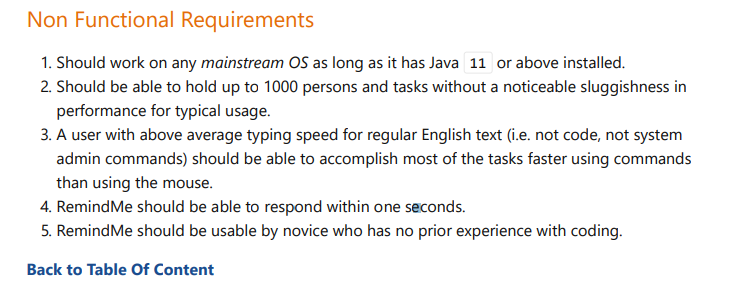 Non Functional Requirements
1. Should work on any mainstream OS as long as it has Java 11 or above installed.
2. Should be able to hold up to 1000 persons and tasks without a noticeable sluggishness in
performance for typical usage.
3. A user with above average typing speed for regular English text (i.e. not code, not system
admin commands) should be able to accomplish most of the tasks faster using commands
than using the mouse.
4. RemindMe should be able to respond within one seconds.
5. RemindMe should be usable by novice who has no prior experience with coding.
Back to Table Of Content